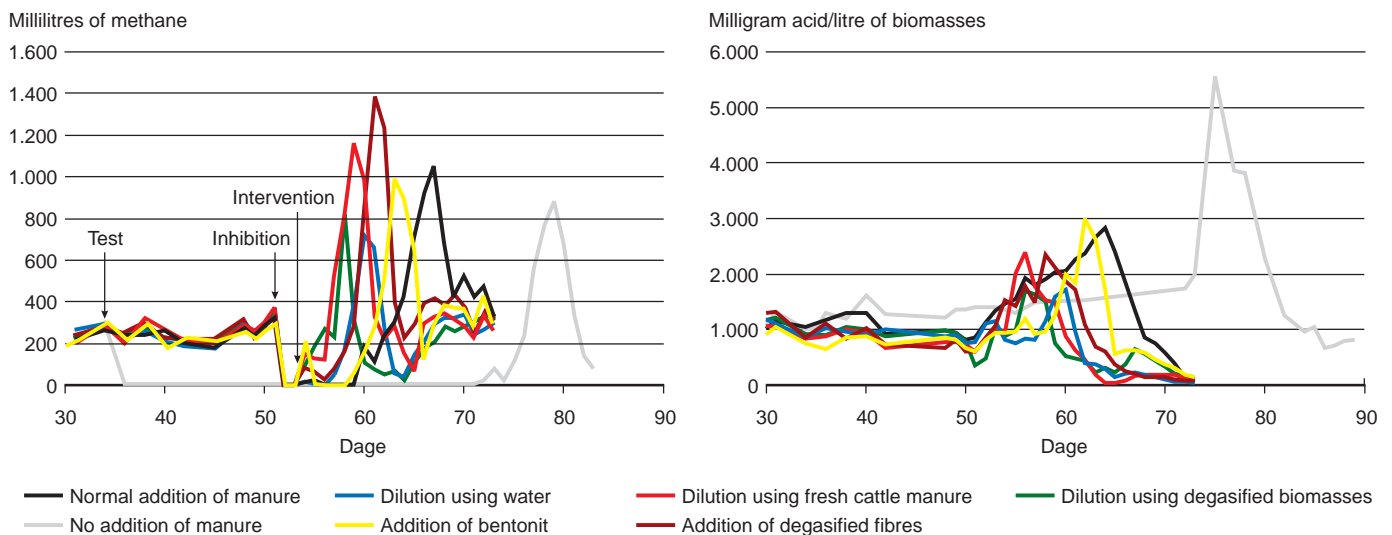 Millilitres of methane
1.600
1.400
1.200
1.000
800
600
400
200
0
Test
Inhibition
Intervention
30 40 50 60 70 80 90
Dage
Milligram acid/litre of biomasses
6.000
5.000
4.000
3.000
2.000
1.000
0
30 40 50 60 70 80 90
Dage
Normal addition of manure
Dilution using water
Dilution using fresh cattle manure
Dilution using degasified biomasses
No addition of manure
Addition of bentonit
Addition of degasified fibres